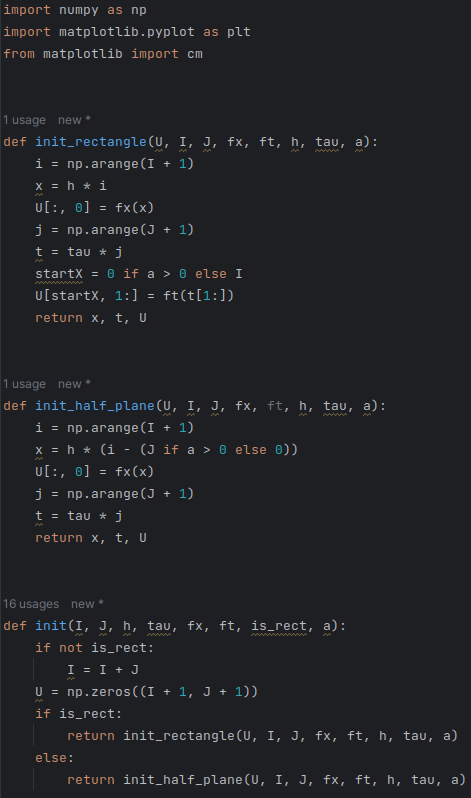 import numpy as np
import matplotlib.pyplot as plt
from matplotlib import cm
1 usage new *
def init_rectangle(U, I, J, fx, ft, h, tau, a):
    i = np.arange(I + 1)
    x = h * i
    U[:, 0] = fx(x)
    j = np.arange(J + 1)
    t = tau * j
    startX = 0 if a > 0 else I
    U[startX, 1:] = ft(t[1:])
    return x, t, U
1 usage new *
def init_half_plane(U, I, J, fx, ft, h, tau, a):
    i = np.arange(I + 1)
    x = h * (i - (J if a > 0 else 0))
    U[:, 0] = fx(x)
    j = np.arange(J + 1)
    t = tau * j
    return x, t, U
16 usages new *
def init(I, J, h, tau, fx, ft, is_rect, a):
    if not is_rect:
        I = I + J
    U = np.zeros((I + 1, J + 1))
    if is_rect:
        return init_rectangle(U, I, J, fx, ft, h, tau, a)
    else:
        return init_half_plane(U, I, J, fx, ft, h, tau, a)